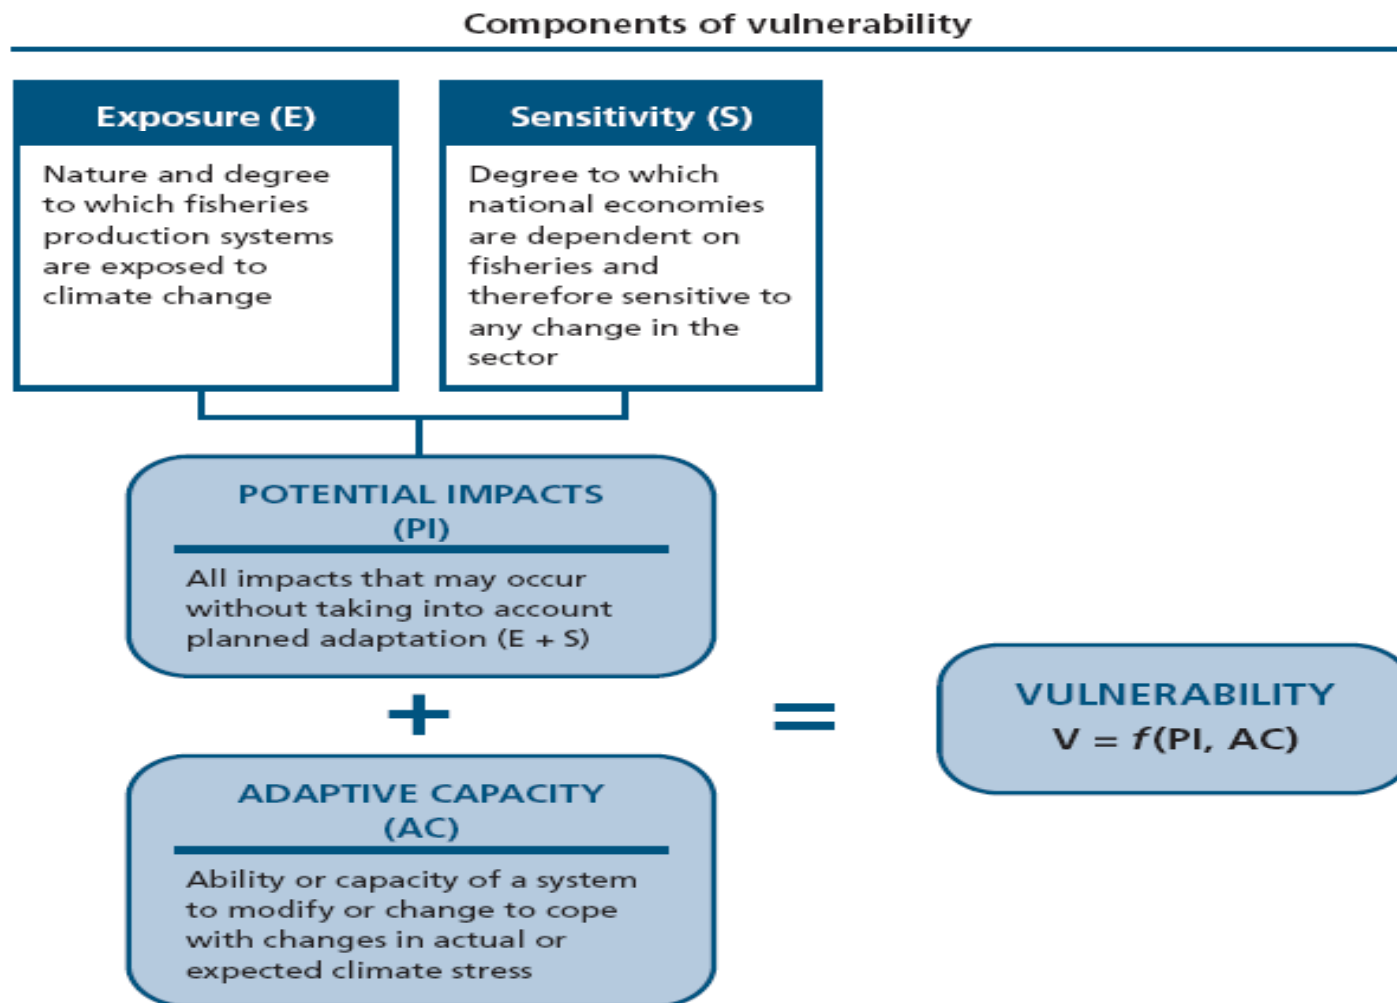 Components of vulnerability
Exposure (E)
Nature and degree
to which fisheries
production systems
are exposed to
climate change
Sensitivity (S)
Degree to which
national economies
are dependent on
fisheries and
therefore sensitive to
any change in the
sector
POTENTIAL IMPACTS
(PI)
All impacts that may occur
without taking into account
planned adaptation (E + S)
+
=
VULNERABILITY
V = f(PI, AC)
ADAPTIVE CAPACITY
(AC)
Ability or capacity of a system
to modify or change to cope
with changes in actual or
expected climate stress